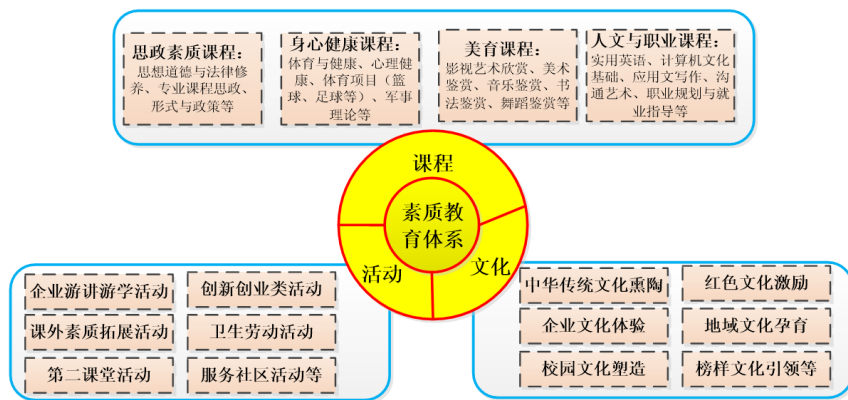 思政素质课程：
思想道德与法律修
养、专业课程思政、
形式与政策等
身心健康课程：
体育与健康、心理健
康、体育项目（篮
球、足球等）、军事
理论等
美育课程：
影视艺术欣赏、美术
鉴赏、音乐鉴赏、书
法鉴赏、舞蹈鉴赏等
人文与职业课程：
实用英语、计算机文化
基础、应用文写作、沟
通艺术、职业规划与就
业指导等
课程
素质教
育体系
活动
文化
企业游讲游学活动
创新创业类活动
课外素质拓展活动
卫生劳动活动
第二课堂活动
服务社区活动等
中华传统文化熏陶
红色文化激励
企业文化体验
地域文化孕育
校园文化塑造
榜样文化引领等